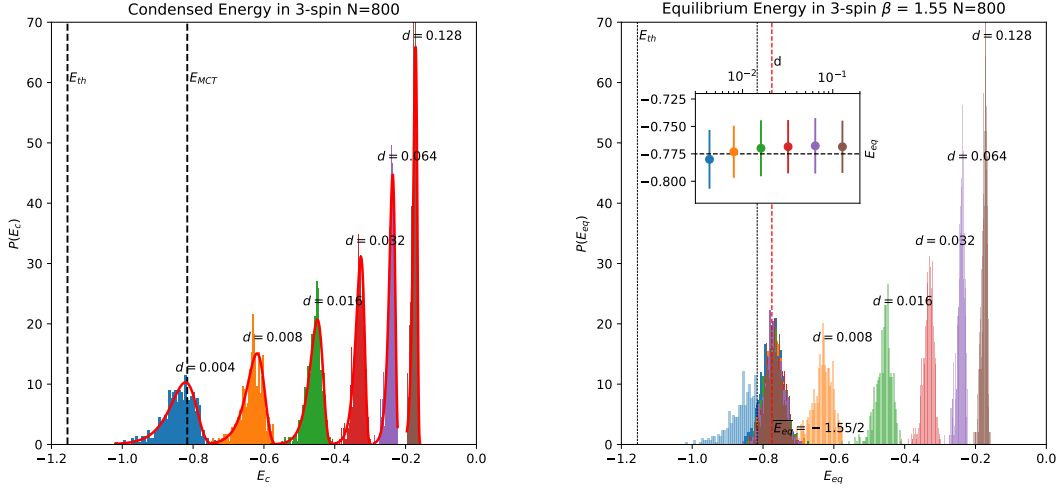 Condensed Energy in 3-spin N=800
70
60
50
40
30
20
10
0
P(E_c)
E_th
E_MCT
d = 0.128
d = 0.064
d = 0.032
d = 0.016
d = 0.008
d = 0.004
−1.2
−1.0
−0.8
−0.6
−0.4
−0.2
0.0
E_c
Equilibrium Energy in 3-spin β = 1.55 N=800
70
60
50
40
30
20
10
0
P(E_eq)
E_th
d
10^−2
10^−1
−0.725
−0.750
−0.775
−0.800
E_eq
d = 0.128
d = 0.064
d = 0.032
d = 0.016
d = 0.008
\overline{E_eq} = − 1.55/2
−1.2
−1.0
−0.8
−0.6
−0.4
−0.2
0.0
E_eq